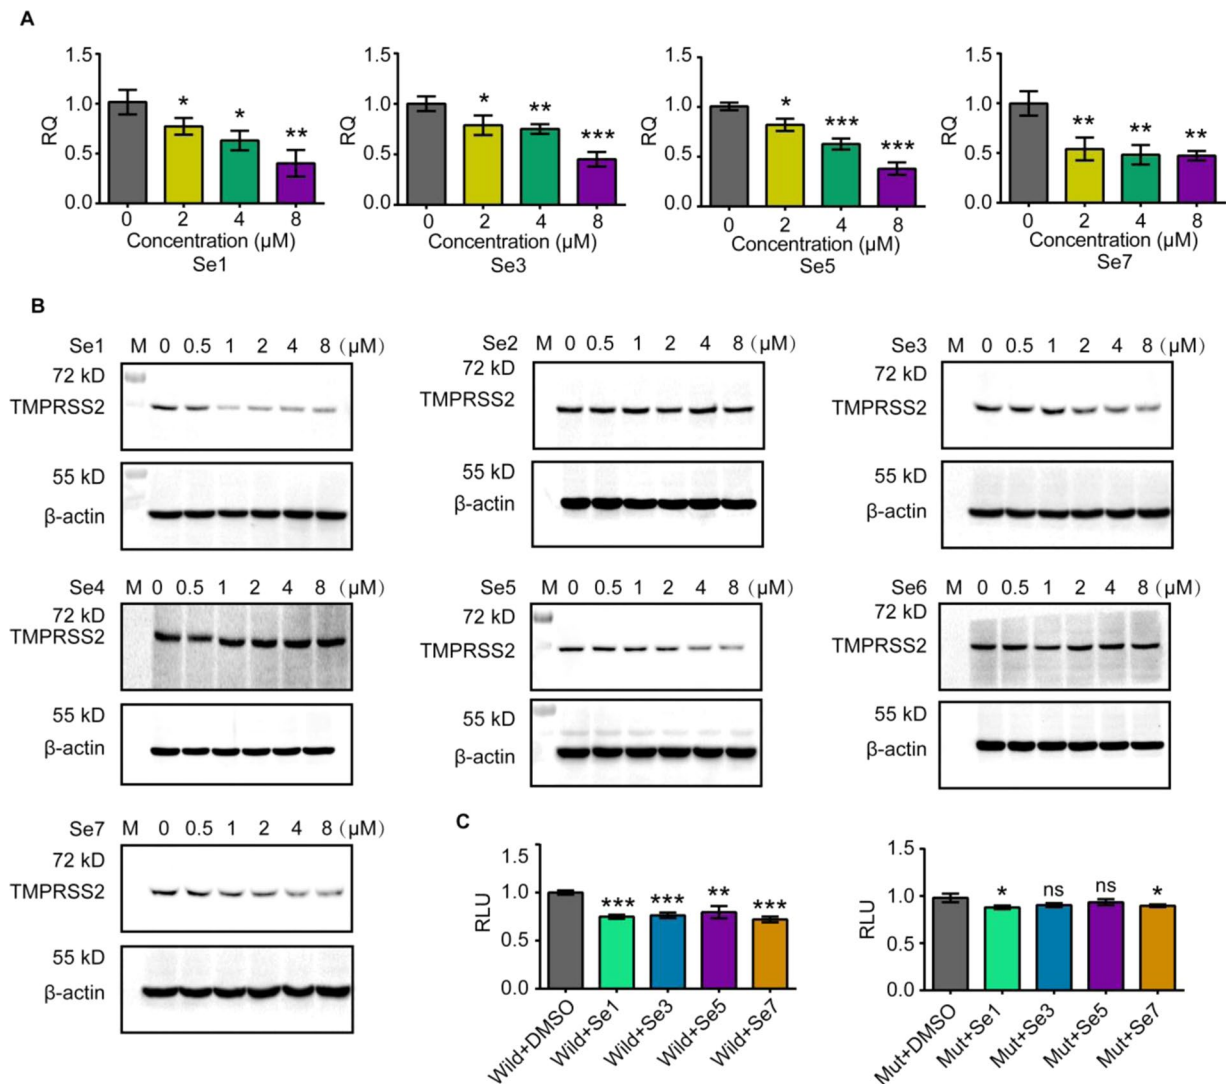 A
1.5 1.5 1.5 1.5
1.0 1.0 1.0 1.0
0.5 0.5 0.5 0.5
0.0 0.0 0.0 0.0
RQ RQ RQ RQ
* * ** * ** *** * *** *** ** ** **
0 2 4 8 0 2 4 8 0 2 4 8 0 2 4 8
Concentration (μM) Concentration (μM) Concentration (μM) Concentration (μM)
Se1 Se3 Se5 Se7
B
Se1 M 0 0.5 1 2 4 8 (μM)
72 kD
TMPRSS2
55 kD
β-actin
Se2 M 0 0.5 1 2 4 8 (μM)
72 kD
TMPRSS2
55 kD
β-actin
Se3 M 0 0.5 1 2 4 8 (μM)
72 kD
TMPRSS2
55 kD
β-actin
Se4 M 0 0.5 1 2 4 8 (μM)
72 kD
TMPRSS2
55 kD
β-actin
Se5 M 0 0.5 1 2 4 8 (μM)
72 kD
TMPRSS2
55 kD
β-actin
Se6 M 0 0.5 1 2 4 8 (μM)
72 kD
TMPRSS2
55 kD
β-actin
Se7 M 0 0.5 1 2 4 8 (μM)
72 kD
TMPRSS2
55 kD
β-actin
C
1.5
1.0
0.5
0.0
RLU
*** *** ** ***
Wild+DMSO Wild+Se1 Wild+Se3 Wild+Se5 Wild+Se7
1.5
1.0
0.5
0.0
RLU
* ns ns *
Mut+DMSO Mut+Se1 Mut+Se3 Mut+Se5 Mut+Se7